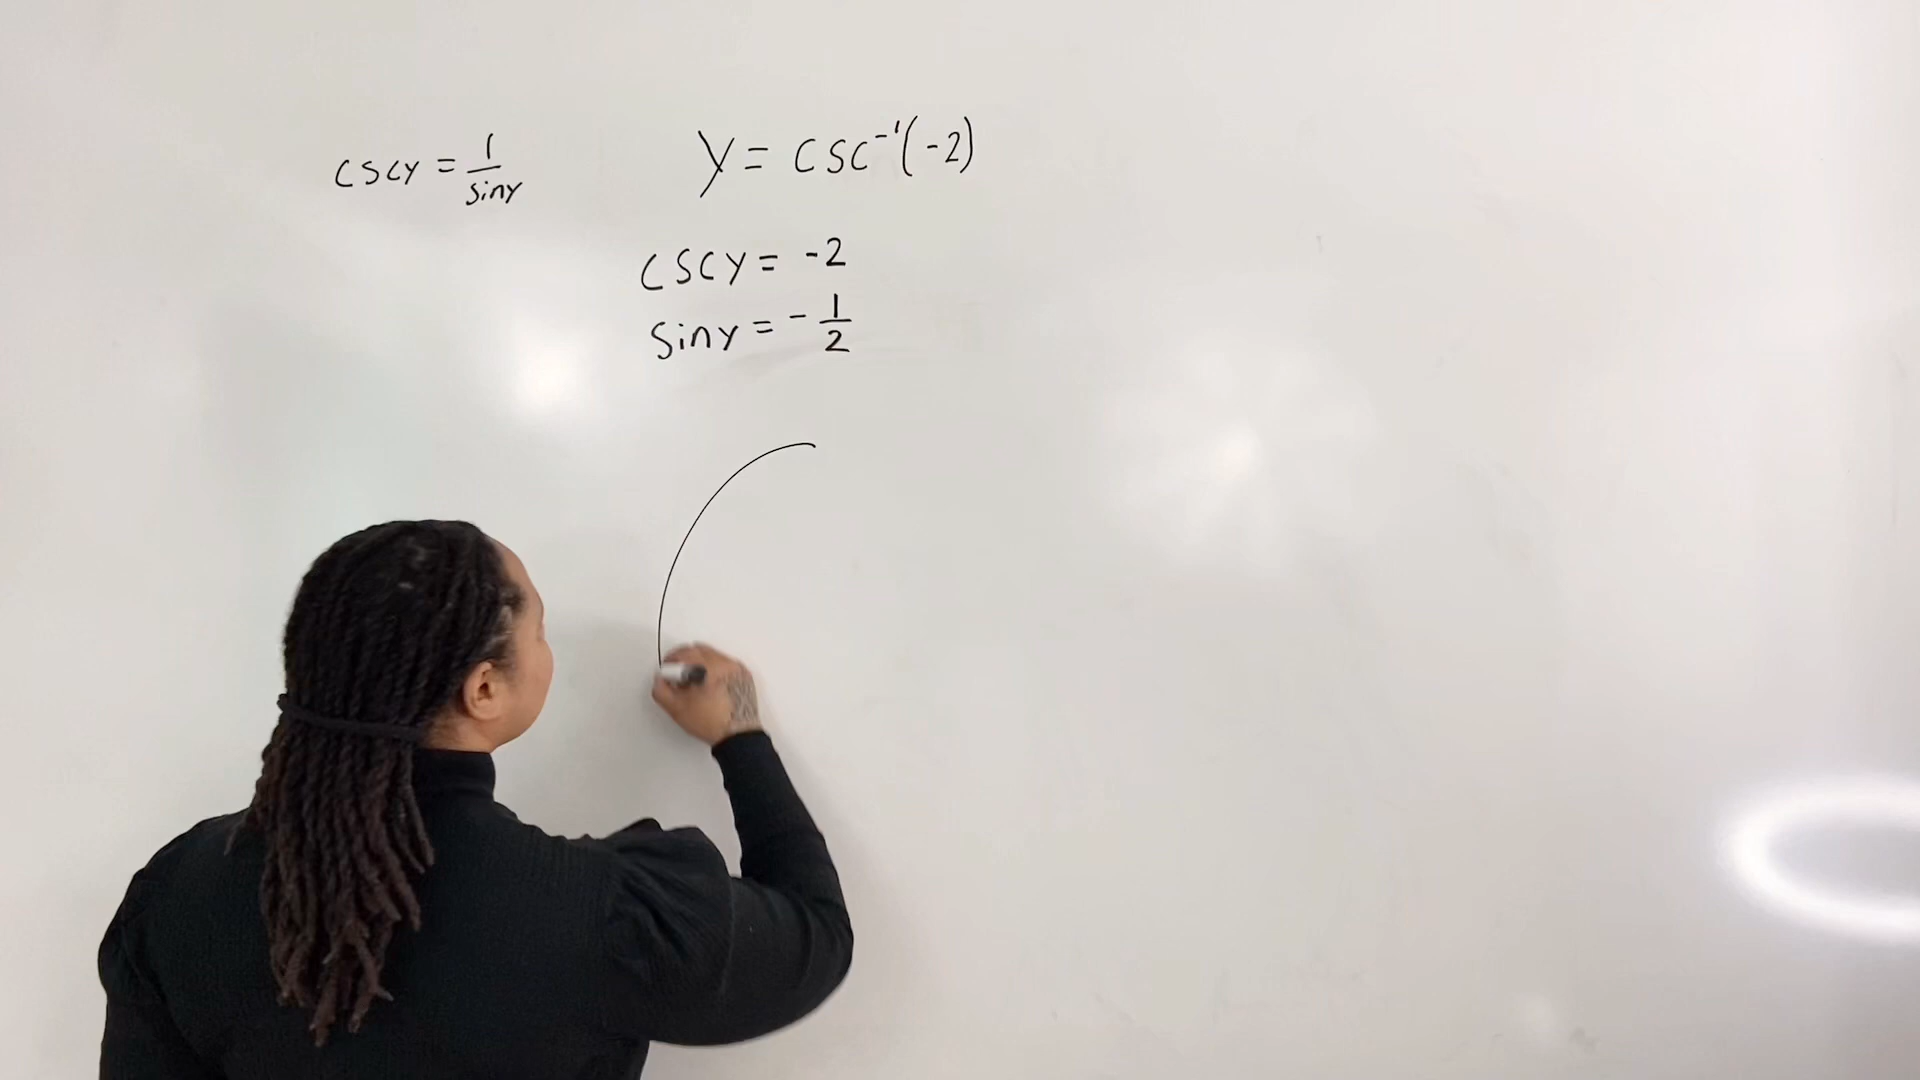 cscy = 1/siny
y = csc⁻¹(-2)
cscy = -2
siny = -1/2